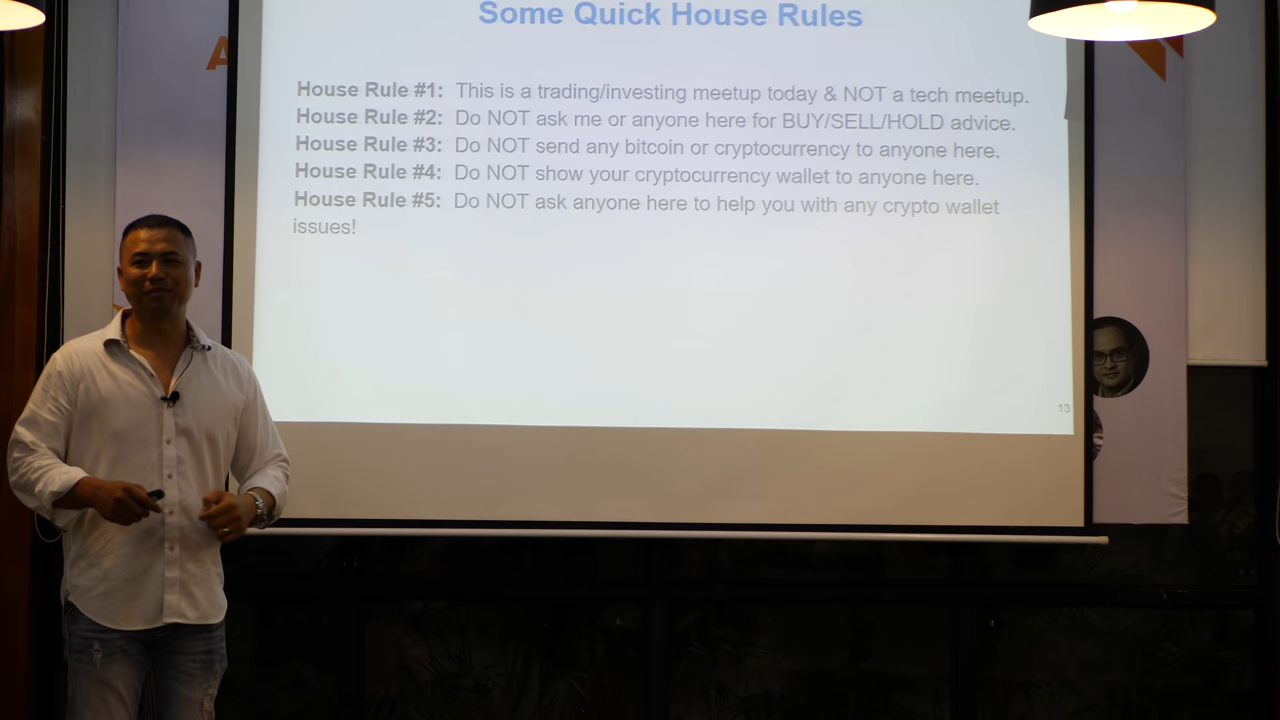 Some Quick House Rules
House Rule #1: This is a trading/investing meetup today & NOT a tech meetup.
House Rule #2: Do NOT ask me or anyone here for BUY/SELL/HOLD advice.
House Rule #3: Do NOT send any bitcoin or cryptocurrency to anyone here.
House Rule #4: Do NOT show your cryptocurrency wallet to anyone here.
House Rule #5: Do NOT ask anyone here to help you with any crypto wallet
issues!
13